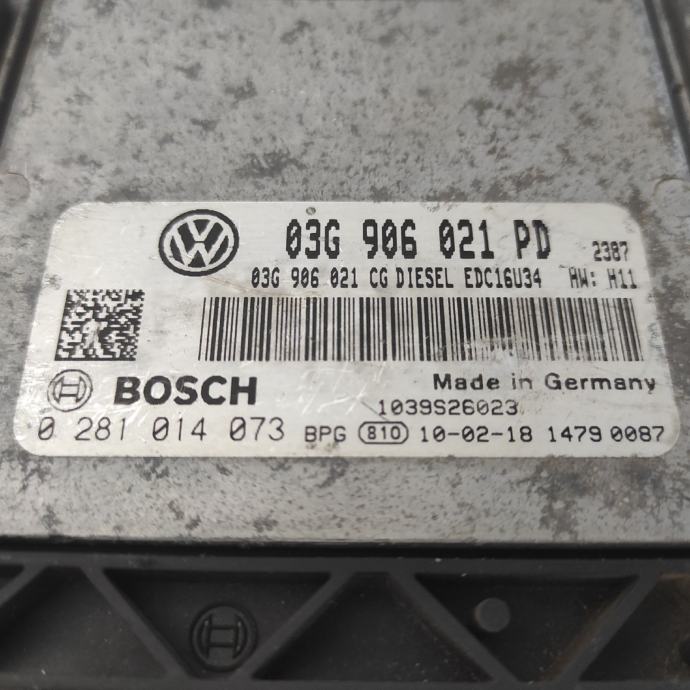 03G 906 021 PD 2387
03G 906 021 CG DIESEL EDC16U34 HW: H11
BOSCH Made in Germany
1039S26023
0 281 014 073 BPG 810 10-02-18 1479 0087